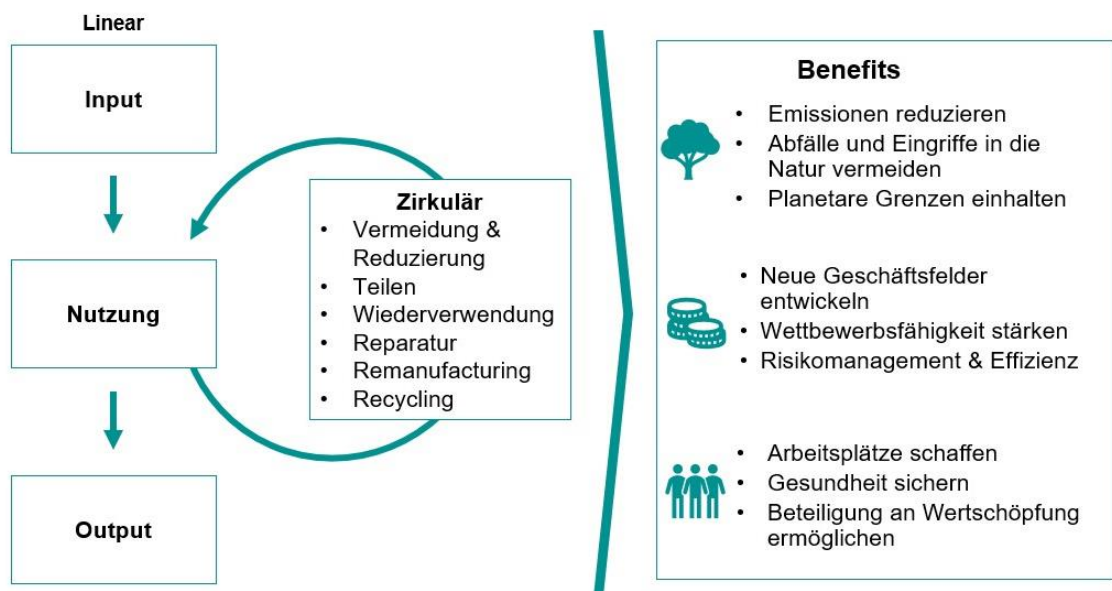 Linear
Input
Nutzung
Output
Zirkulär
• Vermeidung &
Reduzierung
• Teilen
• Wiederverwendung
• Reparatur
• Remanufacturing
• Recycling
Benefits
• Emissionen reduzieren
• Abfälle und Eingriffe in die
Natur vermeiden
• Planetare Grenzen einhalten
• Neue Geschäftsfelder
entwickeln
• Wettbewerbsfähigkeit stärken
• Risikomanagement & Effizienz
• Arbeitsplätze schaffen
• Gesundheit sichern
• Beteiligung an Wertschöpfung
ermöglichen